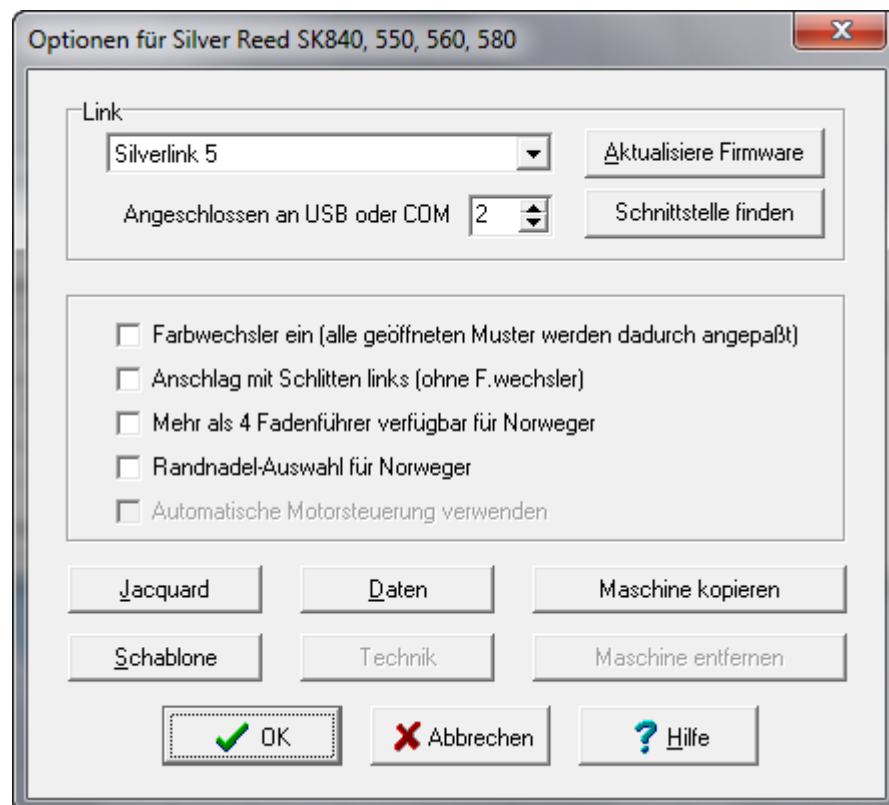 Optionen für Silver Reed SK840, 550, 560, 580
Link
Silverlink 5
Aktualisiere Firmware
Angeschlossen an USB oder COM 2
Schnittstelle finden
Farbwechsler ein (alle geöffneten Muster werden dadurch angepaßt)
Anschlag mit Schlitten links (ohne F.wechsler)
Mehr als 4 Fadenführer verfügbar für Norweger
Randnadel-Auswahl für Norweger
Automatische Motorsteuerung verwenden
Jacquard
Daten
Maschine kopieren
Schablone
Technik
Maschine entfernen
OK
Abbrechen
Hilfe